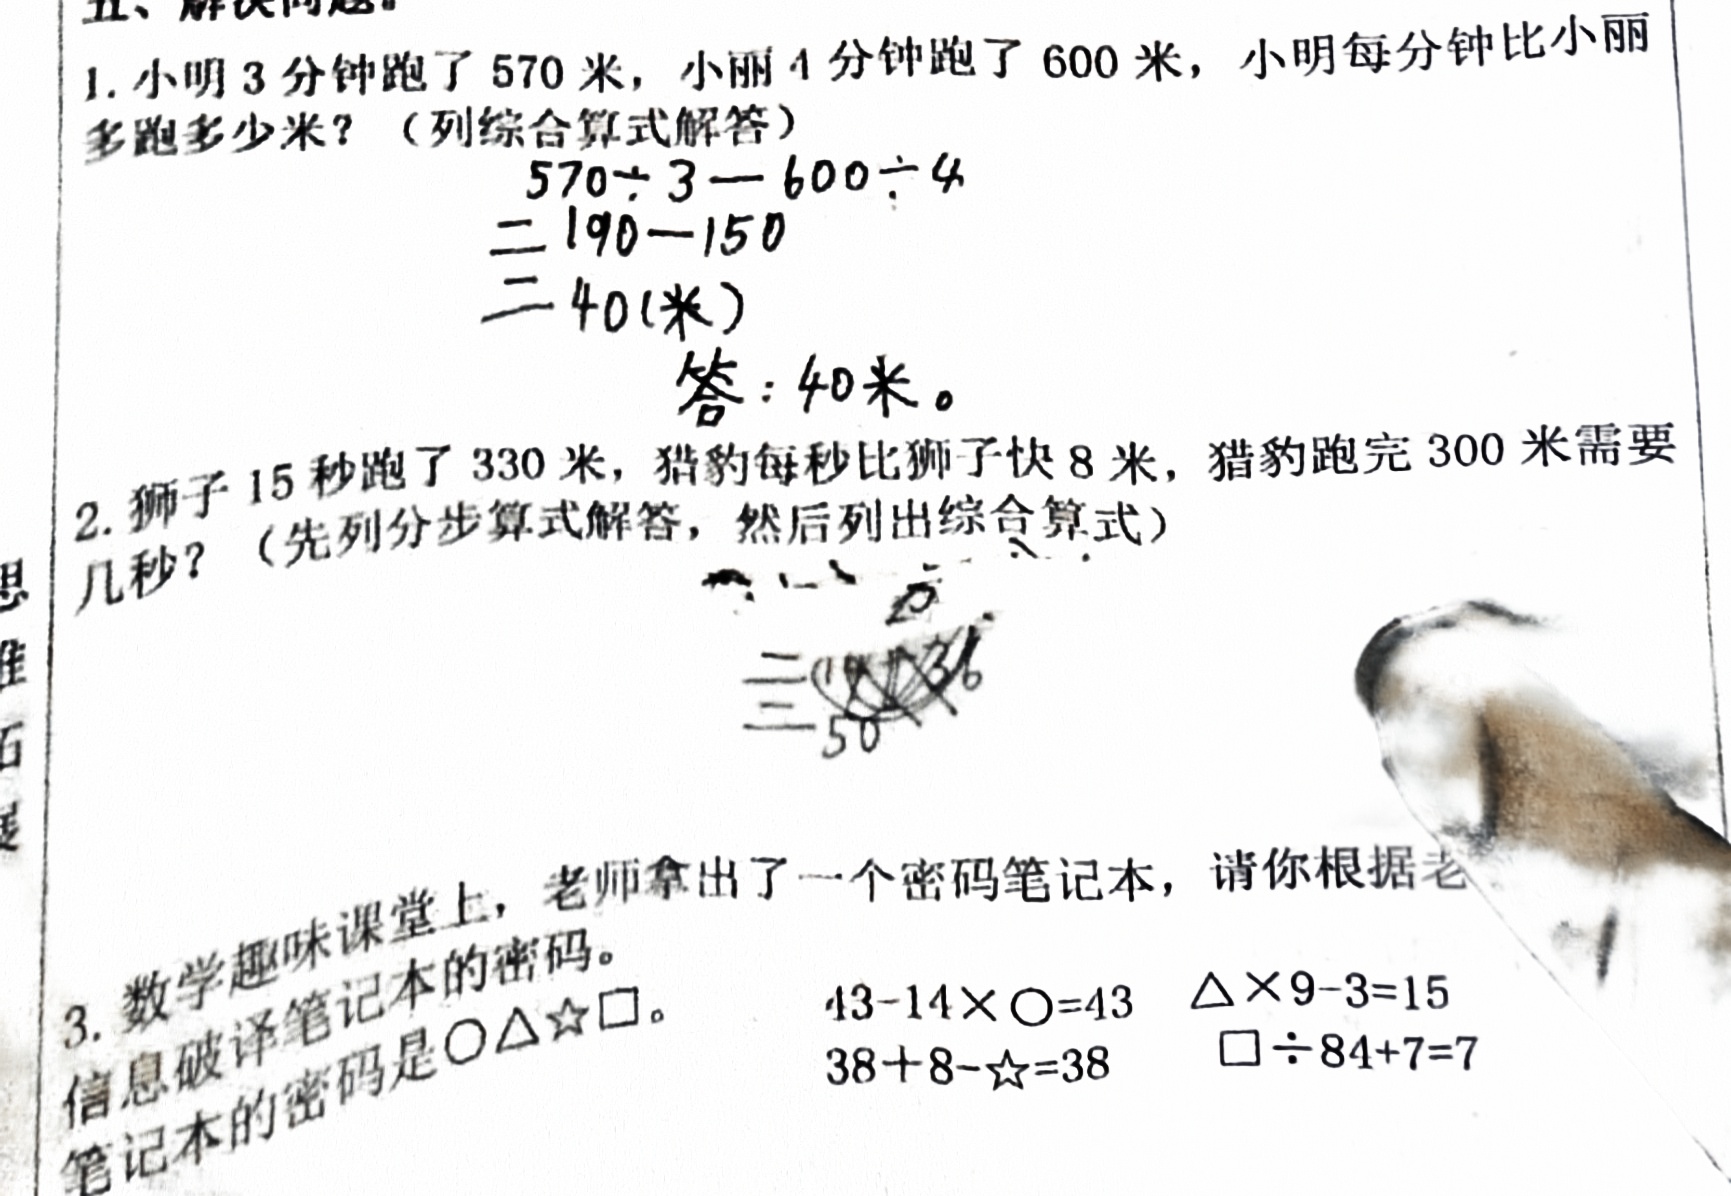 五、解决问题。
1. 小明 3 分钟跑了 570 米，小丽 4 分钟跑了 600 米，小明每分钟比小丽
多跑多少米？（列综合算式解答）
570÷3—600÷4
=190—150
=40(米)
答：40米。
2. 狮子 15 秒跑了 330 米，猎豹每秒比狮子快 8 米，猎豹跑完 300 米需要
几秒？（先列分步算式解答，然后列出综合算式）
=
=50
3. 数学趣味课堂上，老师拿出了一个密码笔记本，请你根据老
信息破译笔记本的密码。
笔记本的密码是○△☆□。
43-14×○=43 △×9-3=15
38+8-☆=38 □÷84+7=7
思
维
拓
展